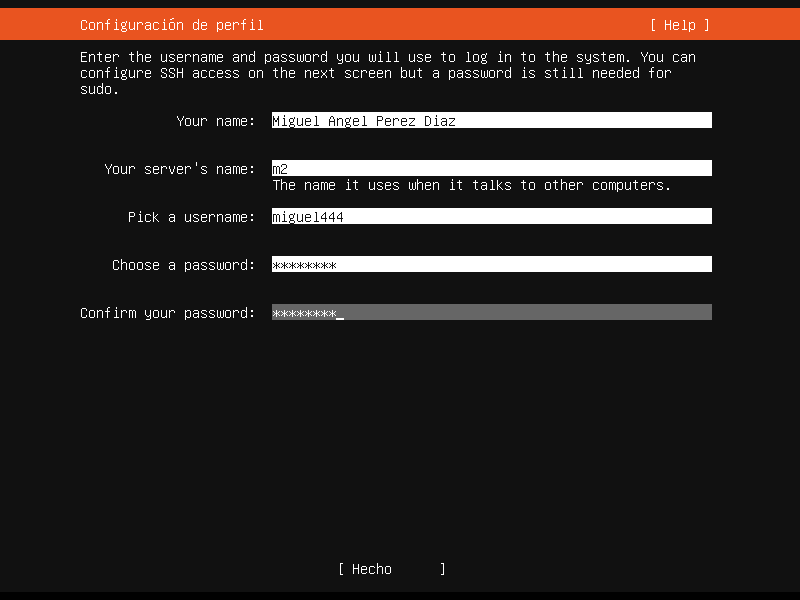 Configuración de perfil [ Help ]
Enter the username and password you will use to log in to the system. You can
configure SSH access on the next screen but a password is still needed for
sudo.
Your name: Miguel Angel Perez Diaz
Your server's name: m2
The name it uses when it talks to other computers.
Pick a username: miguel444
Choose a password: ********
Confirm your password: ********_
[ Hecho ]